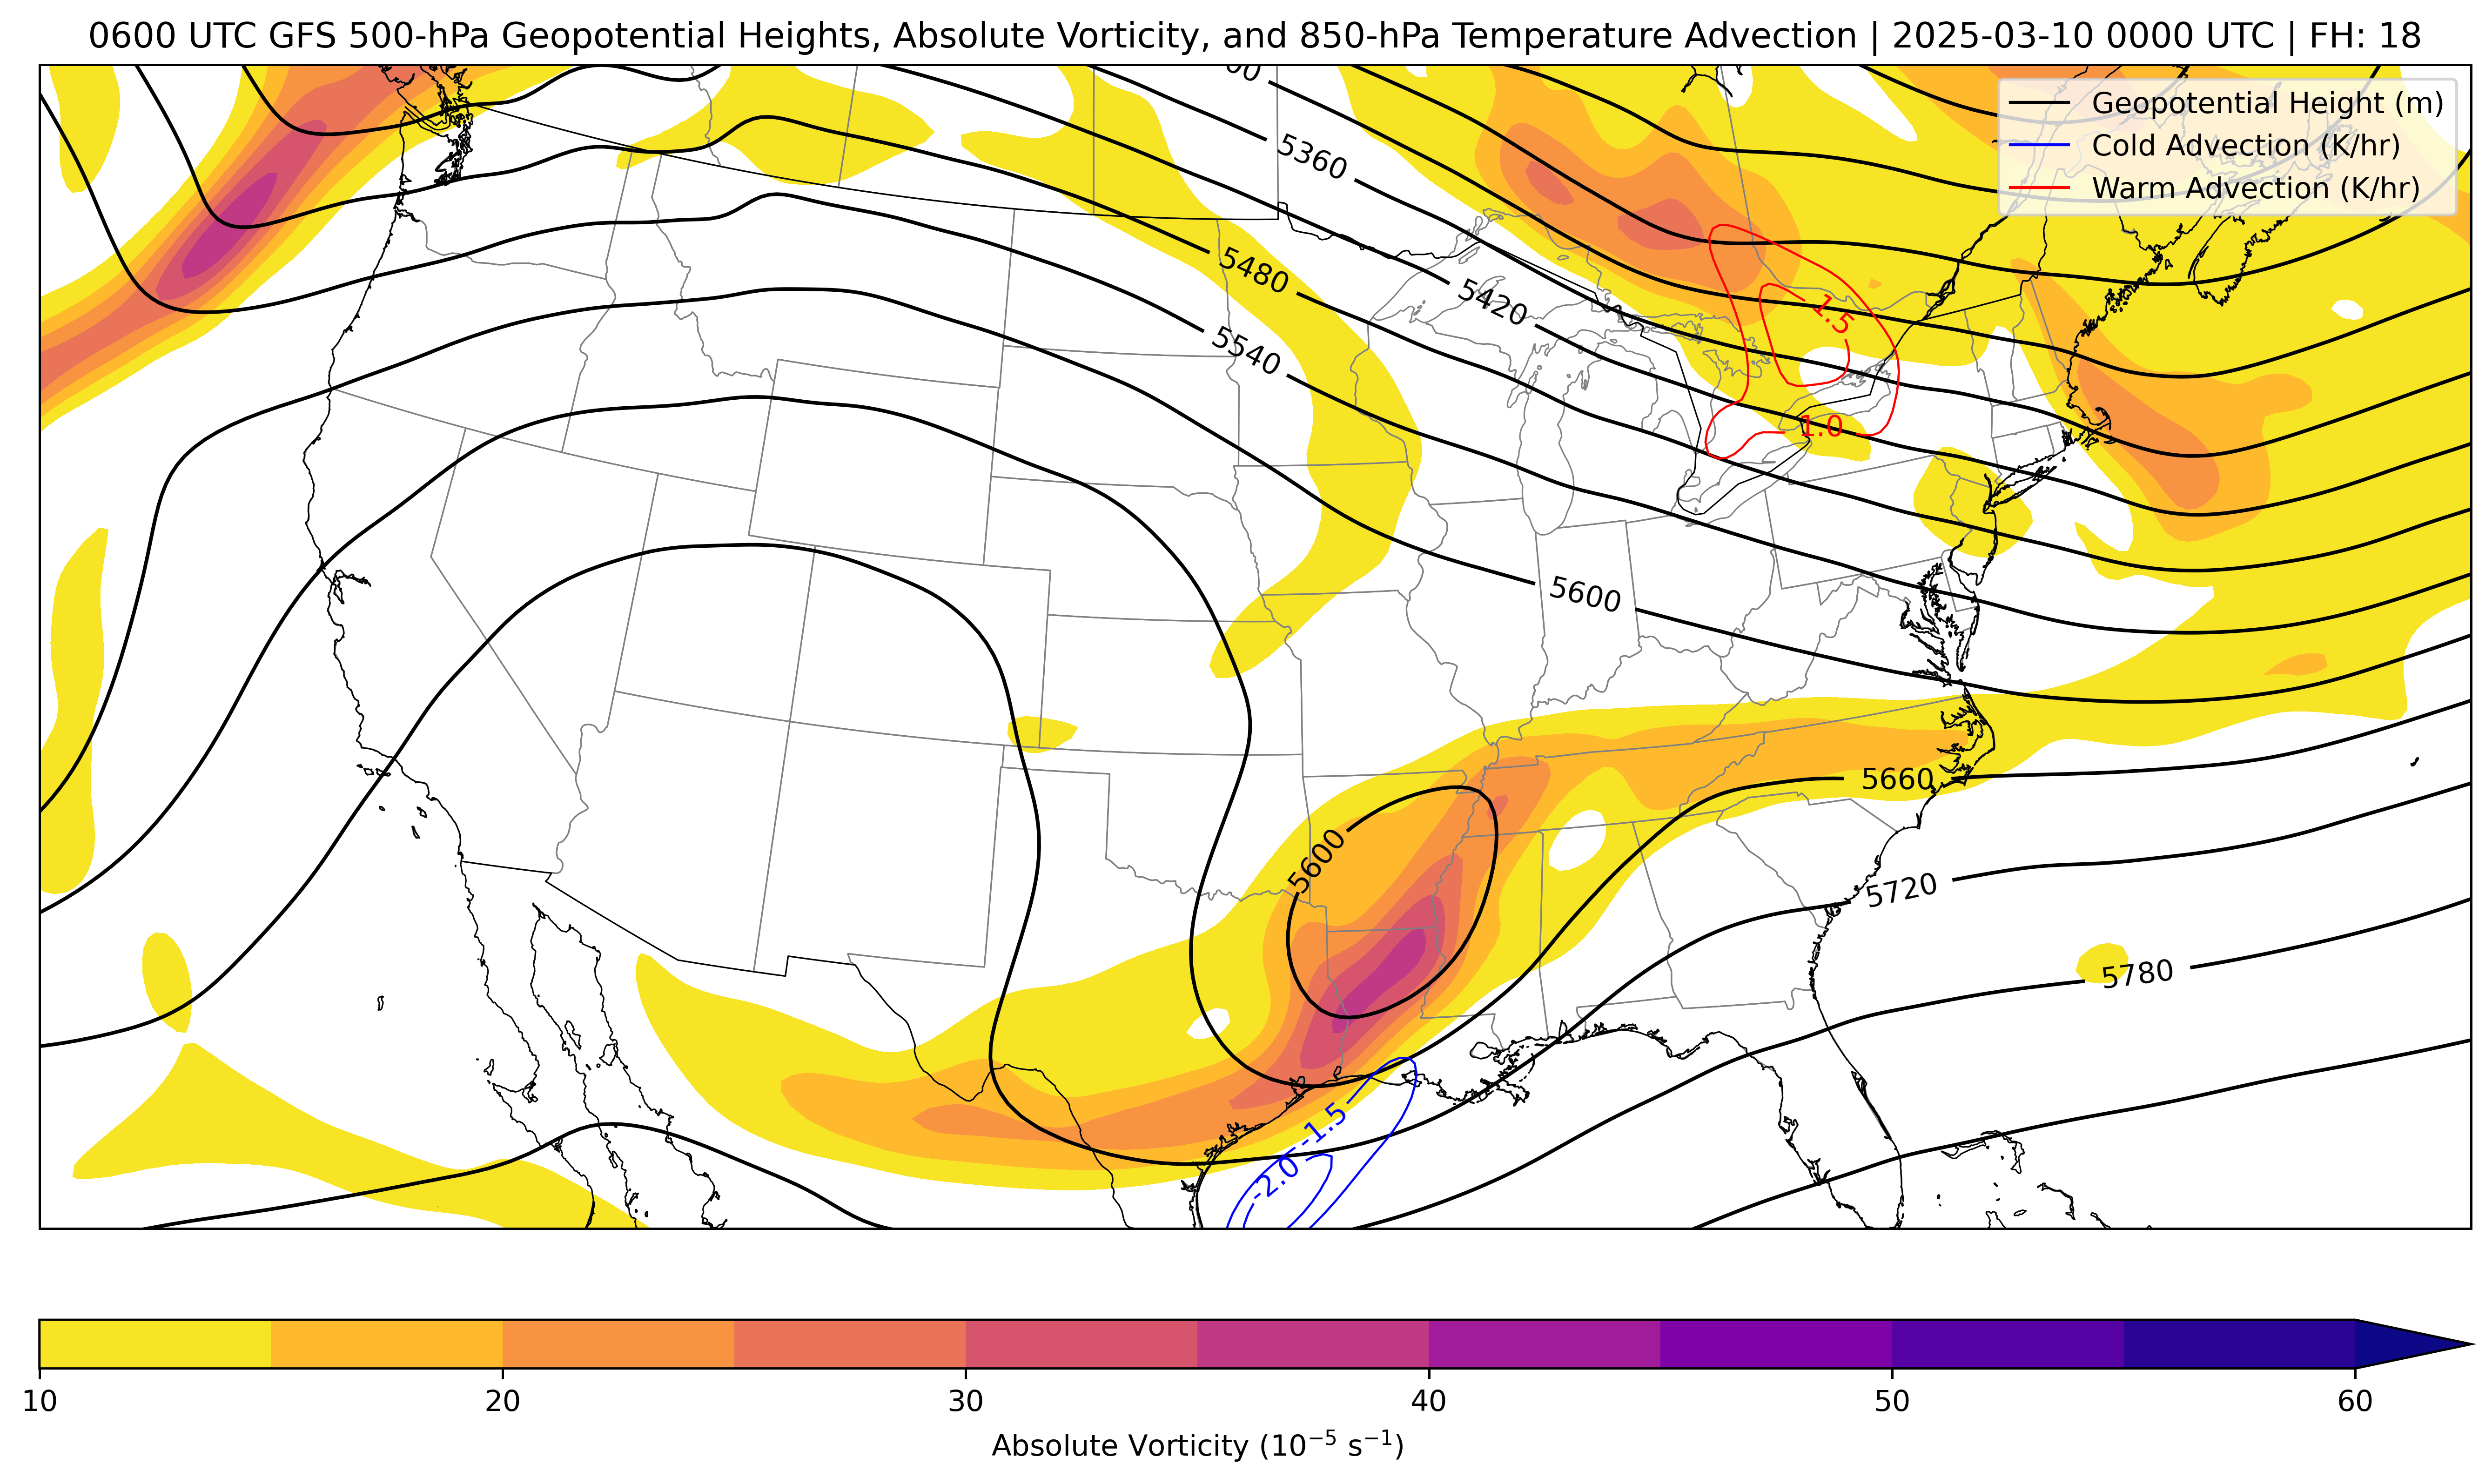 0600 UTC GFS 500-hPa Geopotential Heights, Absolute Vorticity, and 850-hPa Temperature Advection | 2025-03-10 0000 UTC | FH: 18
Geopotential Height (m)
Cold Advection (K/hr)
Warm Advection (K/hr)
5360
5480
5420
5540
1.5
1.0
5600
5660
5600
5720
5780
-1.5
-2.0
10 20 30 40 50 60
Absolute Vorticity (10⁻⁵ s⁻¹)